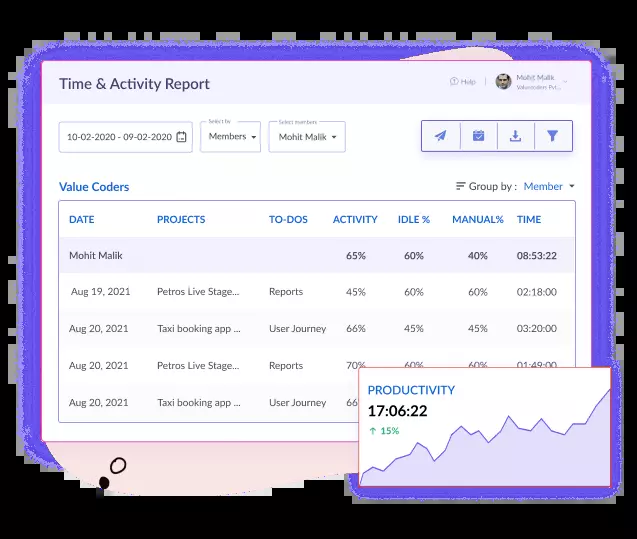 Time & Activity Report
Help
Mohit Malik
Valuecoders Pvt...
Select by
Select members
10-02-2020 - 09-02-2020
Members
Mohit Malik
Value Coders
Group by : Member
DATE PROJECTS TO-DOS ACTIVITY IDLE % MANUAL% TIME
Mohit Malik 65% 60% 40% 08:53:22
Aug 19, 2021 Petros Live Stage... Reports 45% 60% 60% 02:18:00
Aug 20, 2021 Taxi booking app ... User Journey 66% 45% 45% 03:20:00
Aug 20, 2021 Petros Live Stage... Reports 70% 60% 60% 01:49:00
Aug 20, 2021 Taxi booking app ... User Journey 66
PRODUCTIVITY
17:06:22
↑ 15%